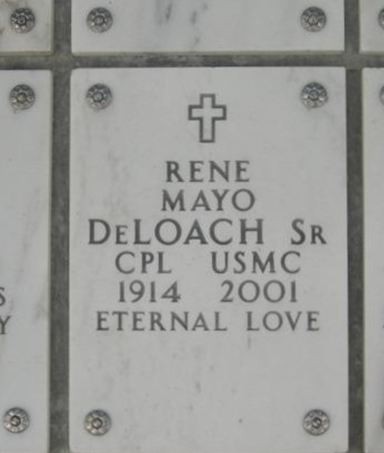 RENE
MAYO
DELOACH SR
CPL USMC
1914 2001
ETERNAL LOVE
S
Y